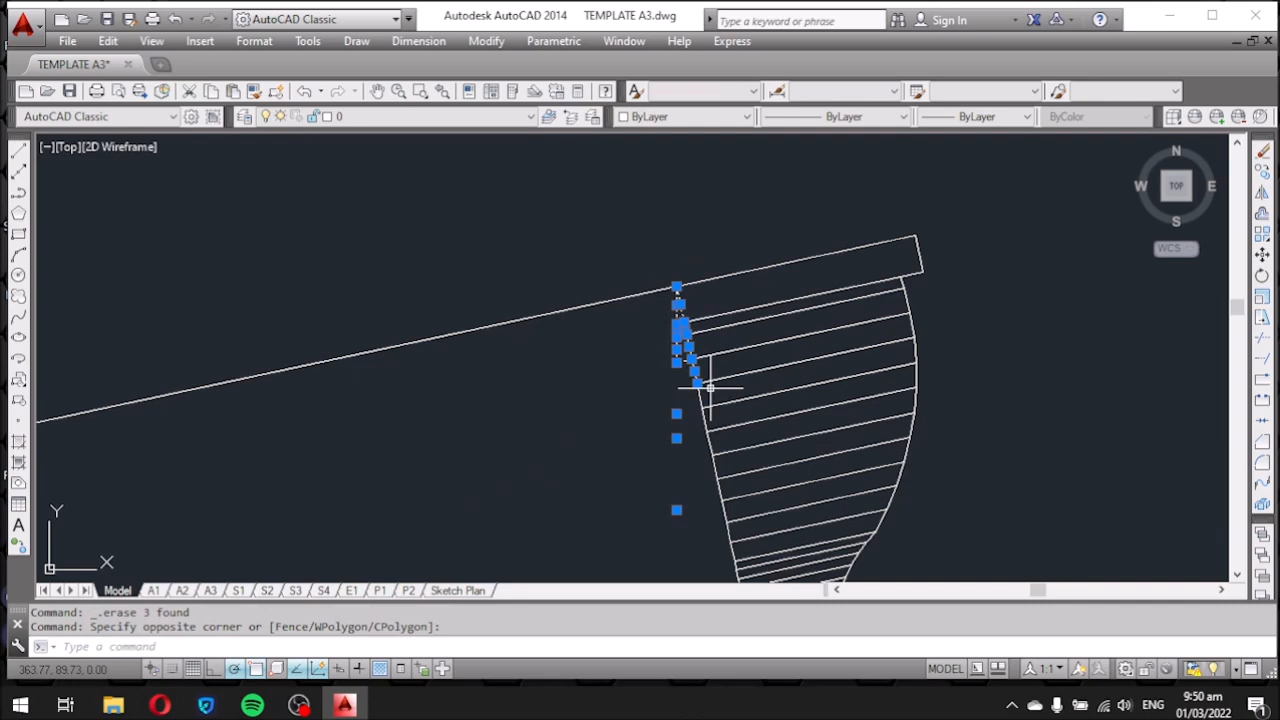 AutoCAD Classic
Autodesk AutoCAD 2014 TEMPLATE A3.dwg
Type a keyword or phrase
Sign In
File Edit View Insert Format Tools Draw Dimension Modify Parametric Window Help Express
TEMPLATE A3*
AutoCAD Classic
0
ByLayer
ByLayer
ByLayer
ByColor
[−][Top][2D Wireframe]
N
W TOP E
S
WCS
Y
X
Model A1 A2 A3 S1 S2 S3 S4 E1 P1 P2 Sketch Plan
Command: _.erase 3 found
Command: Specify opposite corner or [Fence/WPolygon/CPolygon]:
Type a command
363.77, 89.73, 0.00
MODEL
1:1
ENG
9:50 am
01/03/2022
1